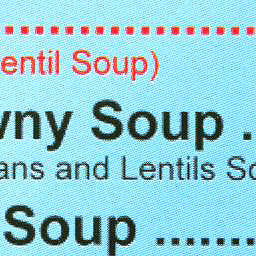 entil Soup)
wny Soup .
ans and Lentils So
Soup .......